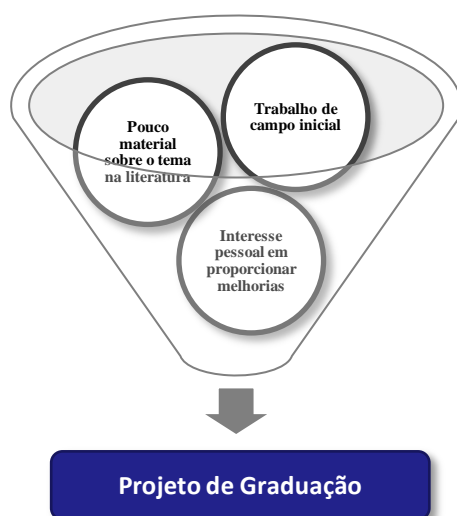 Pouco
material
sobre o tema
na literatura
Trabalho de
campo inicial
Interesse
pessoal em
proporcionar
melhorias
Projeto de Graduação